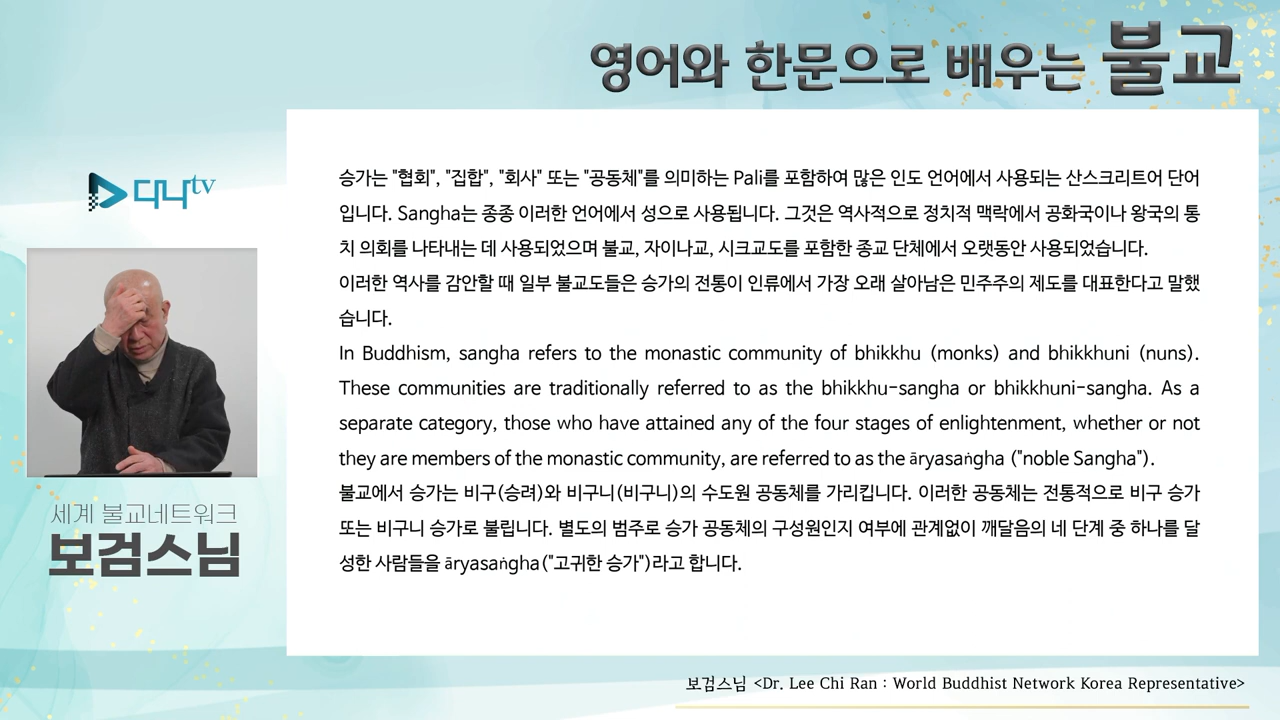 영어와 한문으로 배우는 불교
디나tv
승가는 "협회", "집합", "회사" 또는 "공동체"를 의미하는 Pali를 포함하여 많은 인도 언어에서 사용되는 산스크리트어 단어
입니다. Sangha는 종종 이러한 언어에서 성으로 사용됩니다. 그것은 역사적으로 정치적 맥락에서 공화국이나 왕국의 통
치 의회를 나타내는 데 사용되었으며 불교, 자이나교, 시크교도를 포함한 종교 단체에서 오랫동안 사용되었습니다.
이러한 역사를 감안할 때 일부 불교도들은 승가의 전통이 인류에서 가장 오래 살아남은 민주주의 제도를 대표한다고 말했
습니다.
In Buddhism, sangha refers to the monastic community of bhikkhu (monks) and bhikkhuni (nuns).
These communities are traditionally referred to as the bhikkhu-sangha or bhikkhuni-sangha. As a
separate category, those who have attained any of the four stages of enlightenment, whether or not
they are members of the monastic community, are referred to as the āryasaṅgha ("noble Sangha").
불교에서 승가는 비구(승려)와 비구니(비구니)의 수도원 공동체를 가리킵니다. 이러한 공동체는 전통적으로 비구 승가
또는 비구니 승가로 불립니다. 별도의 범주로 승가 공동체의 구성원인지 여부에 관계없이 깨달음의 네 단계 중 하나를 달
성한 사람들을 āryasaṅgha("고귀한 승가")라고 합니다.
세계 불교네트워크
보검스님
보검스님 <Dr. Lee Chi Ran : World Buddhist Network Korea Representative>